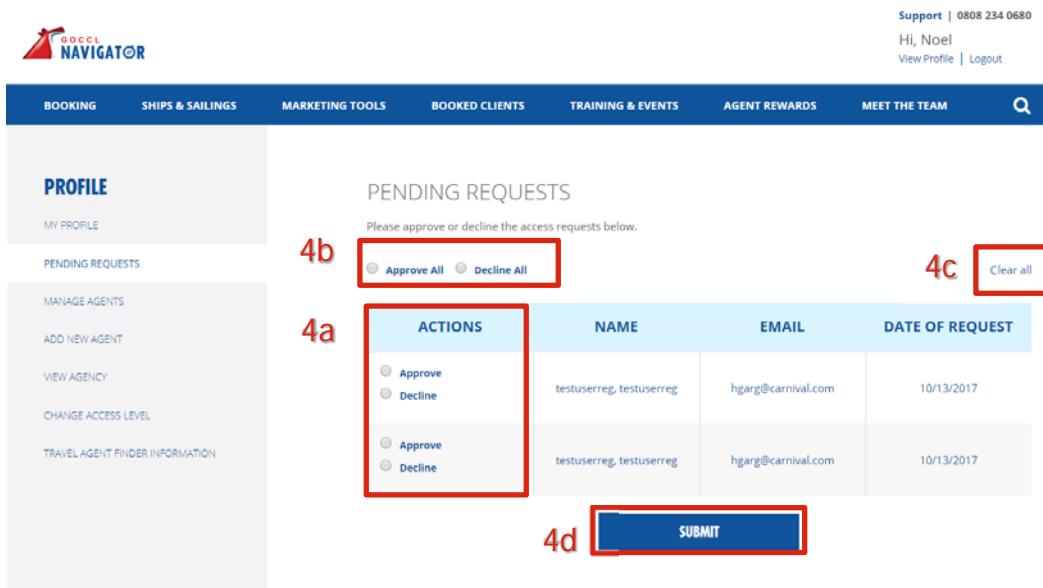 Support | 0808 234 0680
GOCCL
NAVIGATOR
Hi, Noel
View Profile | Logout
BOOKING SHIPS & SAILINGS MARKETING TOOLS BOOKED CLIENTS TRAINING & EVENTS AGENT REWARDS MEET THE TEAM
PROFILE
MY PROFILE
PENDING REQUESTS
MANAGE AGENTS
ADD NEW AGENT
VIEW AGENCY
CHANGE ACCESS LEVEL
TRAVEL AGENT FINDER INFORMATION
PENDING REQUESTS
Please approve or decline the access requests below.
4b
Approve All Decline All
4c
Clear all
4a
ACTIONS NAME EMAIL DATE OF REQUEST
Approve
Decline
testuserreg, testuserreg hgarg@carnival.com 10/13/2017
Approve
Decline
testuserreg, testuserreg hgarg@carnival.com 10/13/2017
4d
SUBMIT